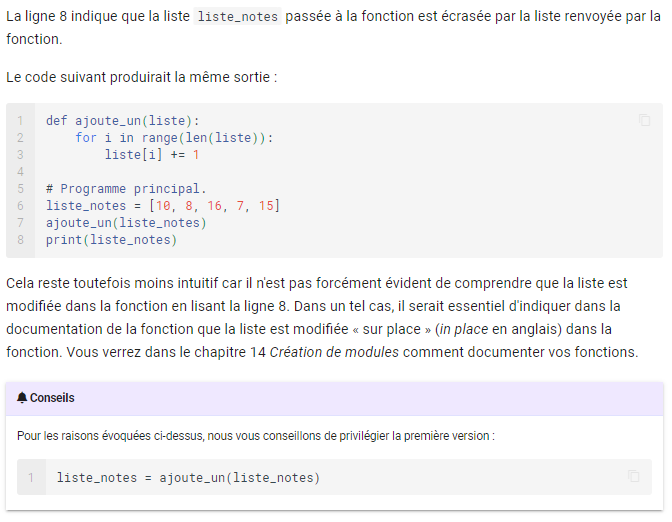 La ligne 8 indique que la liste liste_notes passée à la fonction est écrasée par la liste renvoyée par la
fonction.
Le code suivant produirait la même sortie :
1 def ajoute_un(liste):
2     for i in range(len(liste)):
3         liste[i] += 1
4
5 # Programme principal.
6 liste_notes = [10, 8, 16, 7, 15]
7 ajoute_un(liste_notes)
8 print(liste_notes)
Cela reste toutefois moins intuitif car il n'est pas forcément évident de comprendre que la liste est
modifiée dans la fonction en lisant la ligne 8. Dans un tel cas, il serait essentiel d'indiquer dans la
documentation de la fonction que la liste est modifiée « sur place » (in place en anglais) dans la
fonction. Vous verrez dans le chapitre 14 Création de modules comment documenter vos fonctions.
Conseils
Pour les raisons évoquées ci-dessus, nous vous conseillons de privilégier la première version :
1 liste_notes = ajoute_un(liste_notes)